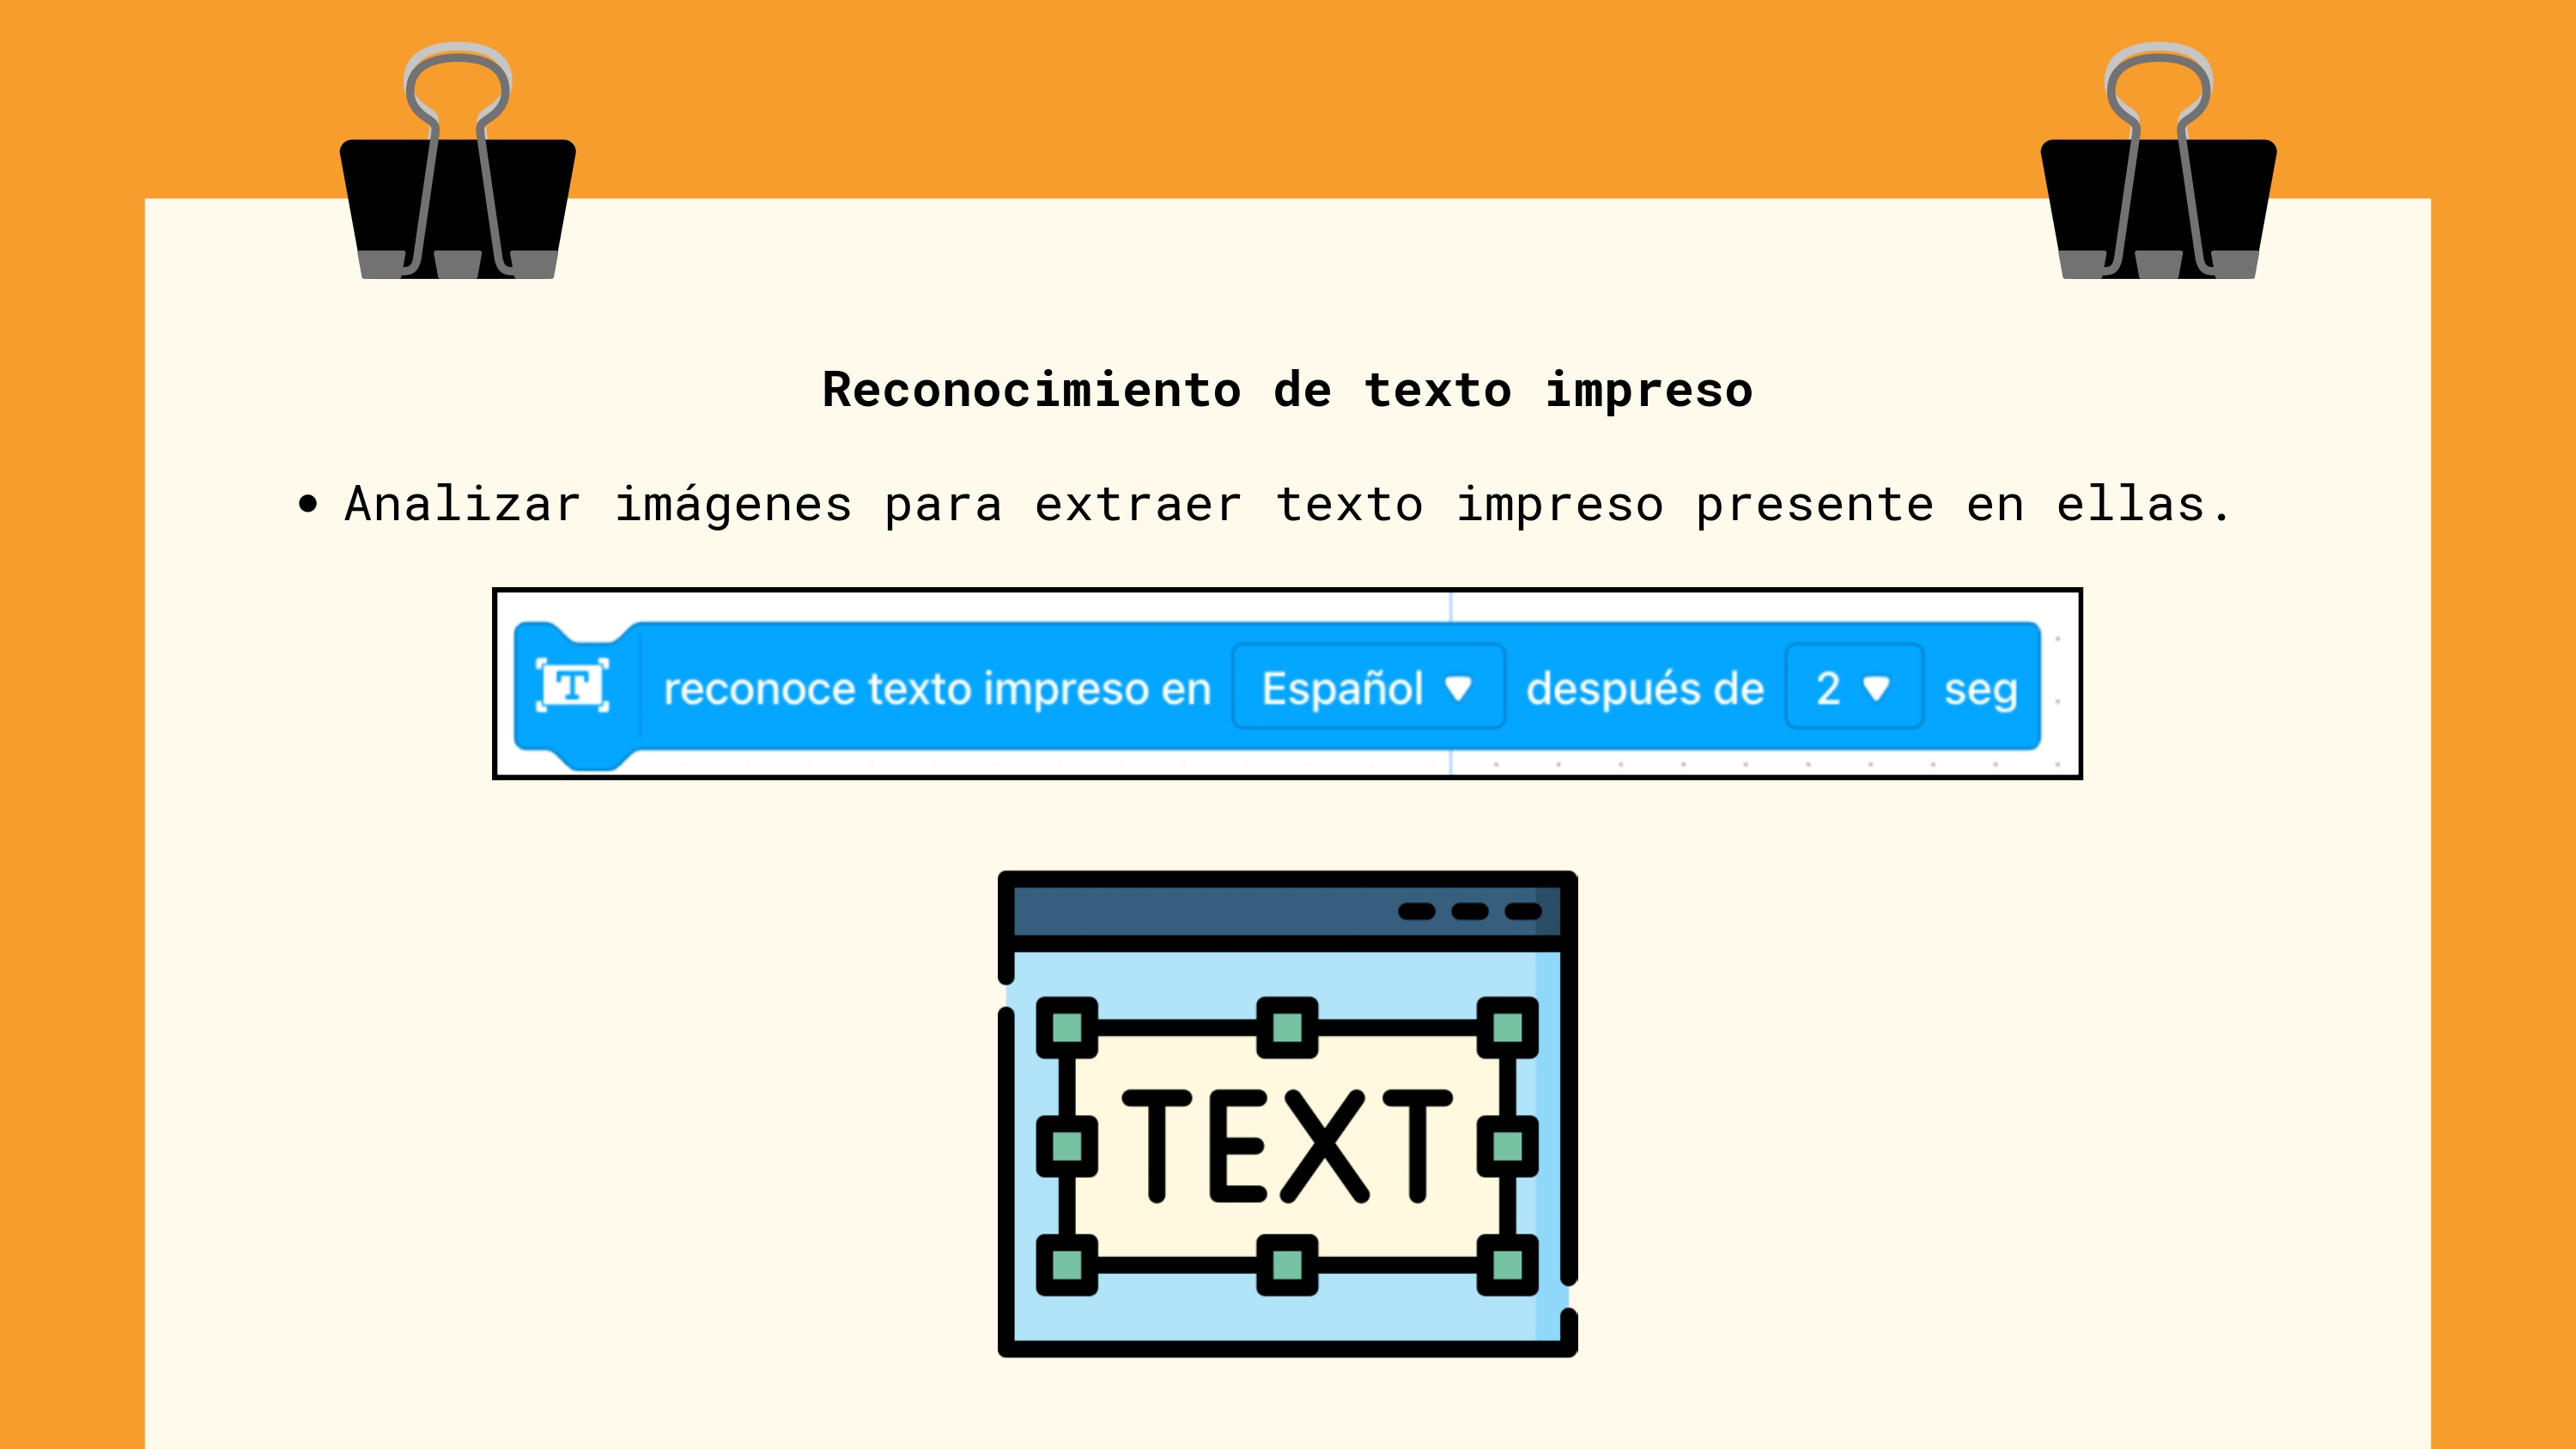 Reconocimiento de texto impreso
• Analizar imágenes para extraer texto impreso presente en ellas.
T reconoce texto impreso en Español ▼ después de 2 ▼ seg
TEXT